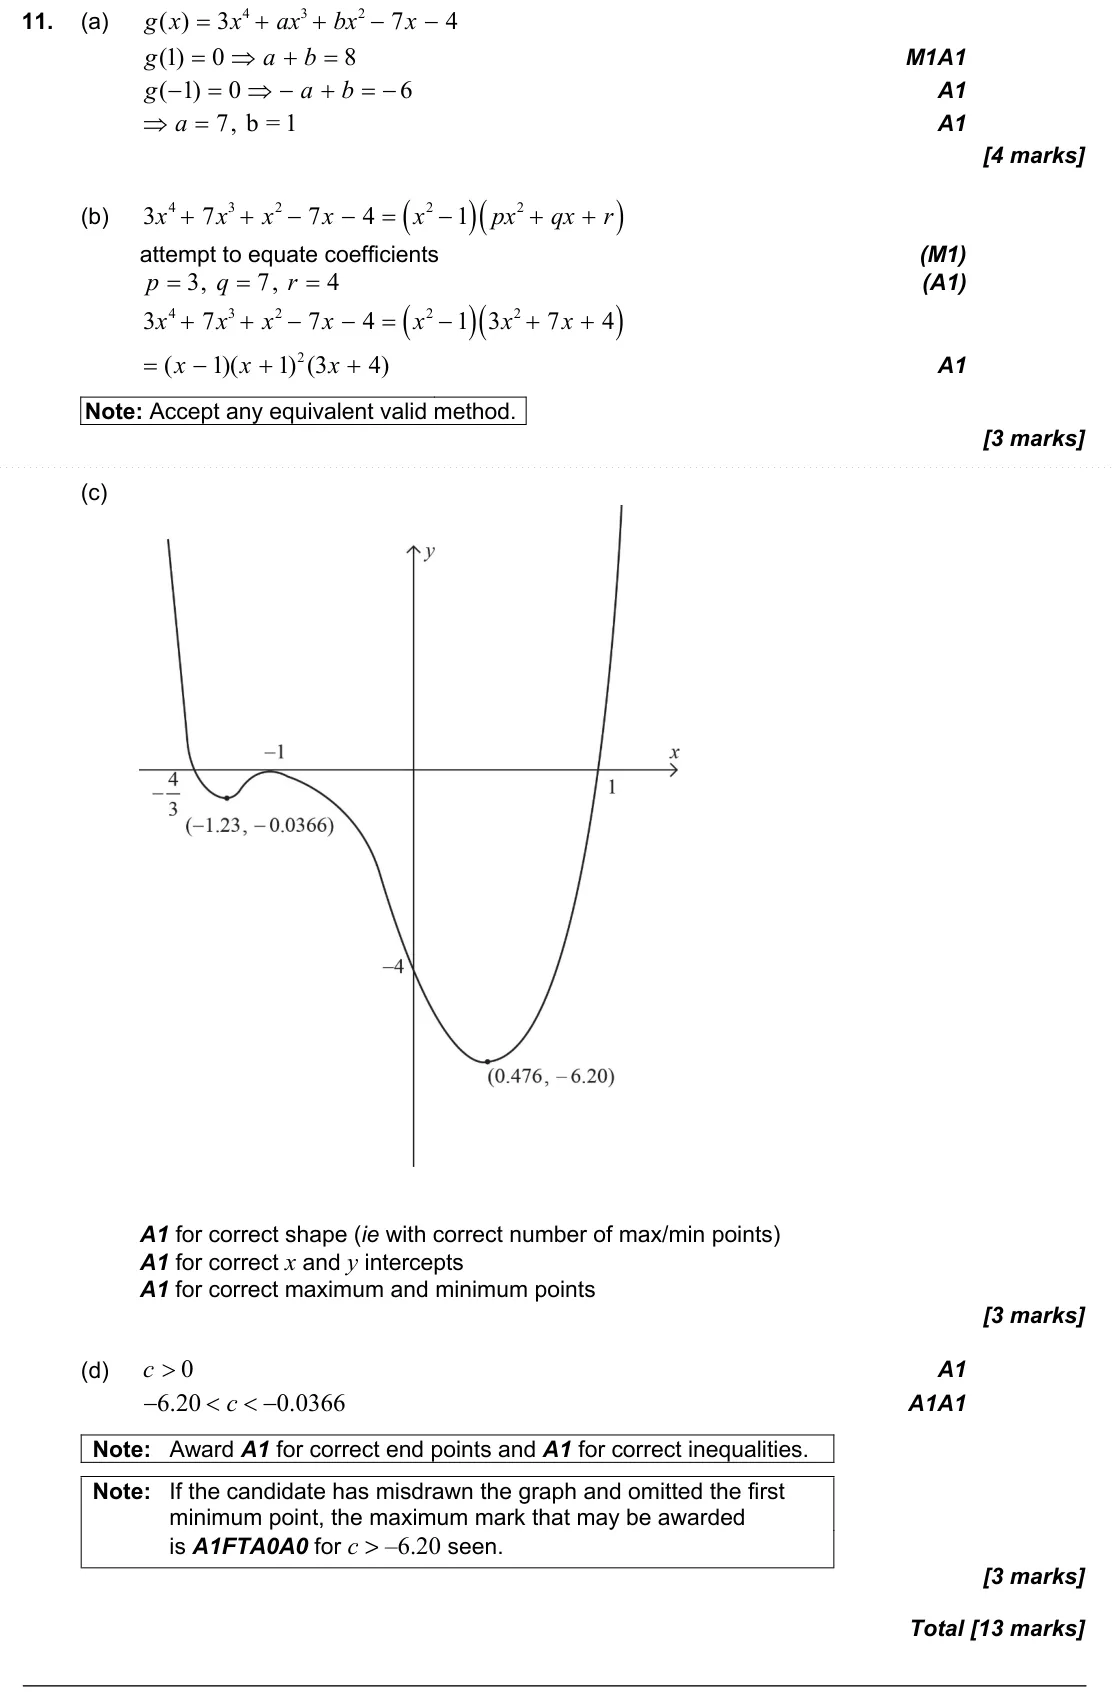 11. (a) g(x) = 3x⁴ + ax³ + bx² − 7x − 4
g(1) = 0 ⇒ a + b = 8 M1A1
g(−1) = 0 ⇒ − a + b = −6 A1
⇒ a = 7, b = 1 A1
[4 marks]
(b) 3x⁴ + 7x³ + x² − 7x − 4 = (x² − 1)(px² + qx + r)
attempt to equate coefficients (M1)
p = 3, q = 7, r = 4 (A1)
3x⁴ + 7x³ + x² − 7x − 4 = (x² − 1)(3x² + 7x + 4)
= (x − 1)(x + 1)²(3x + 4) A1
Note: Accept any equivalent valid method.
[3 marks]
(c)
y
−1
x
−4/3
1
(−1.23, −0.0366)
−4
(0.476, −6.20)
A1 for correct shape (ie with correct number of max/min points)
A1 for correct x and y intercepts
A1 for correct maximum and minimum points
[3 marks]
(d) c > 0 A1
−6.20 < c < −0.0366 A1A1
Note: Award A1 for correct end points and A1 for correct inequalities.
Note: If the candidate has misdrawn the graph and omitted the first
minimum point, the maximum mark that may be awarded
is A1FTA0A0 for c > −6.20 seen.
[3 marks]
Total [13 marks]